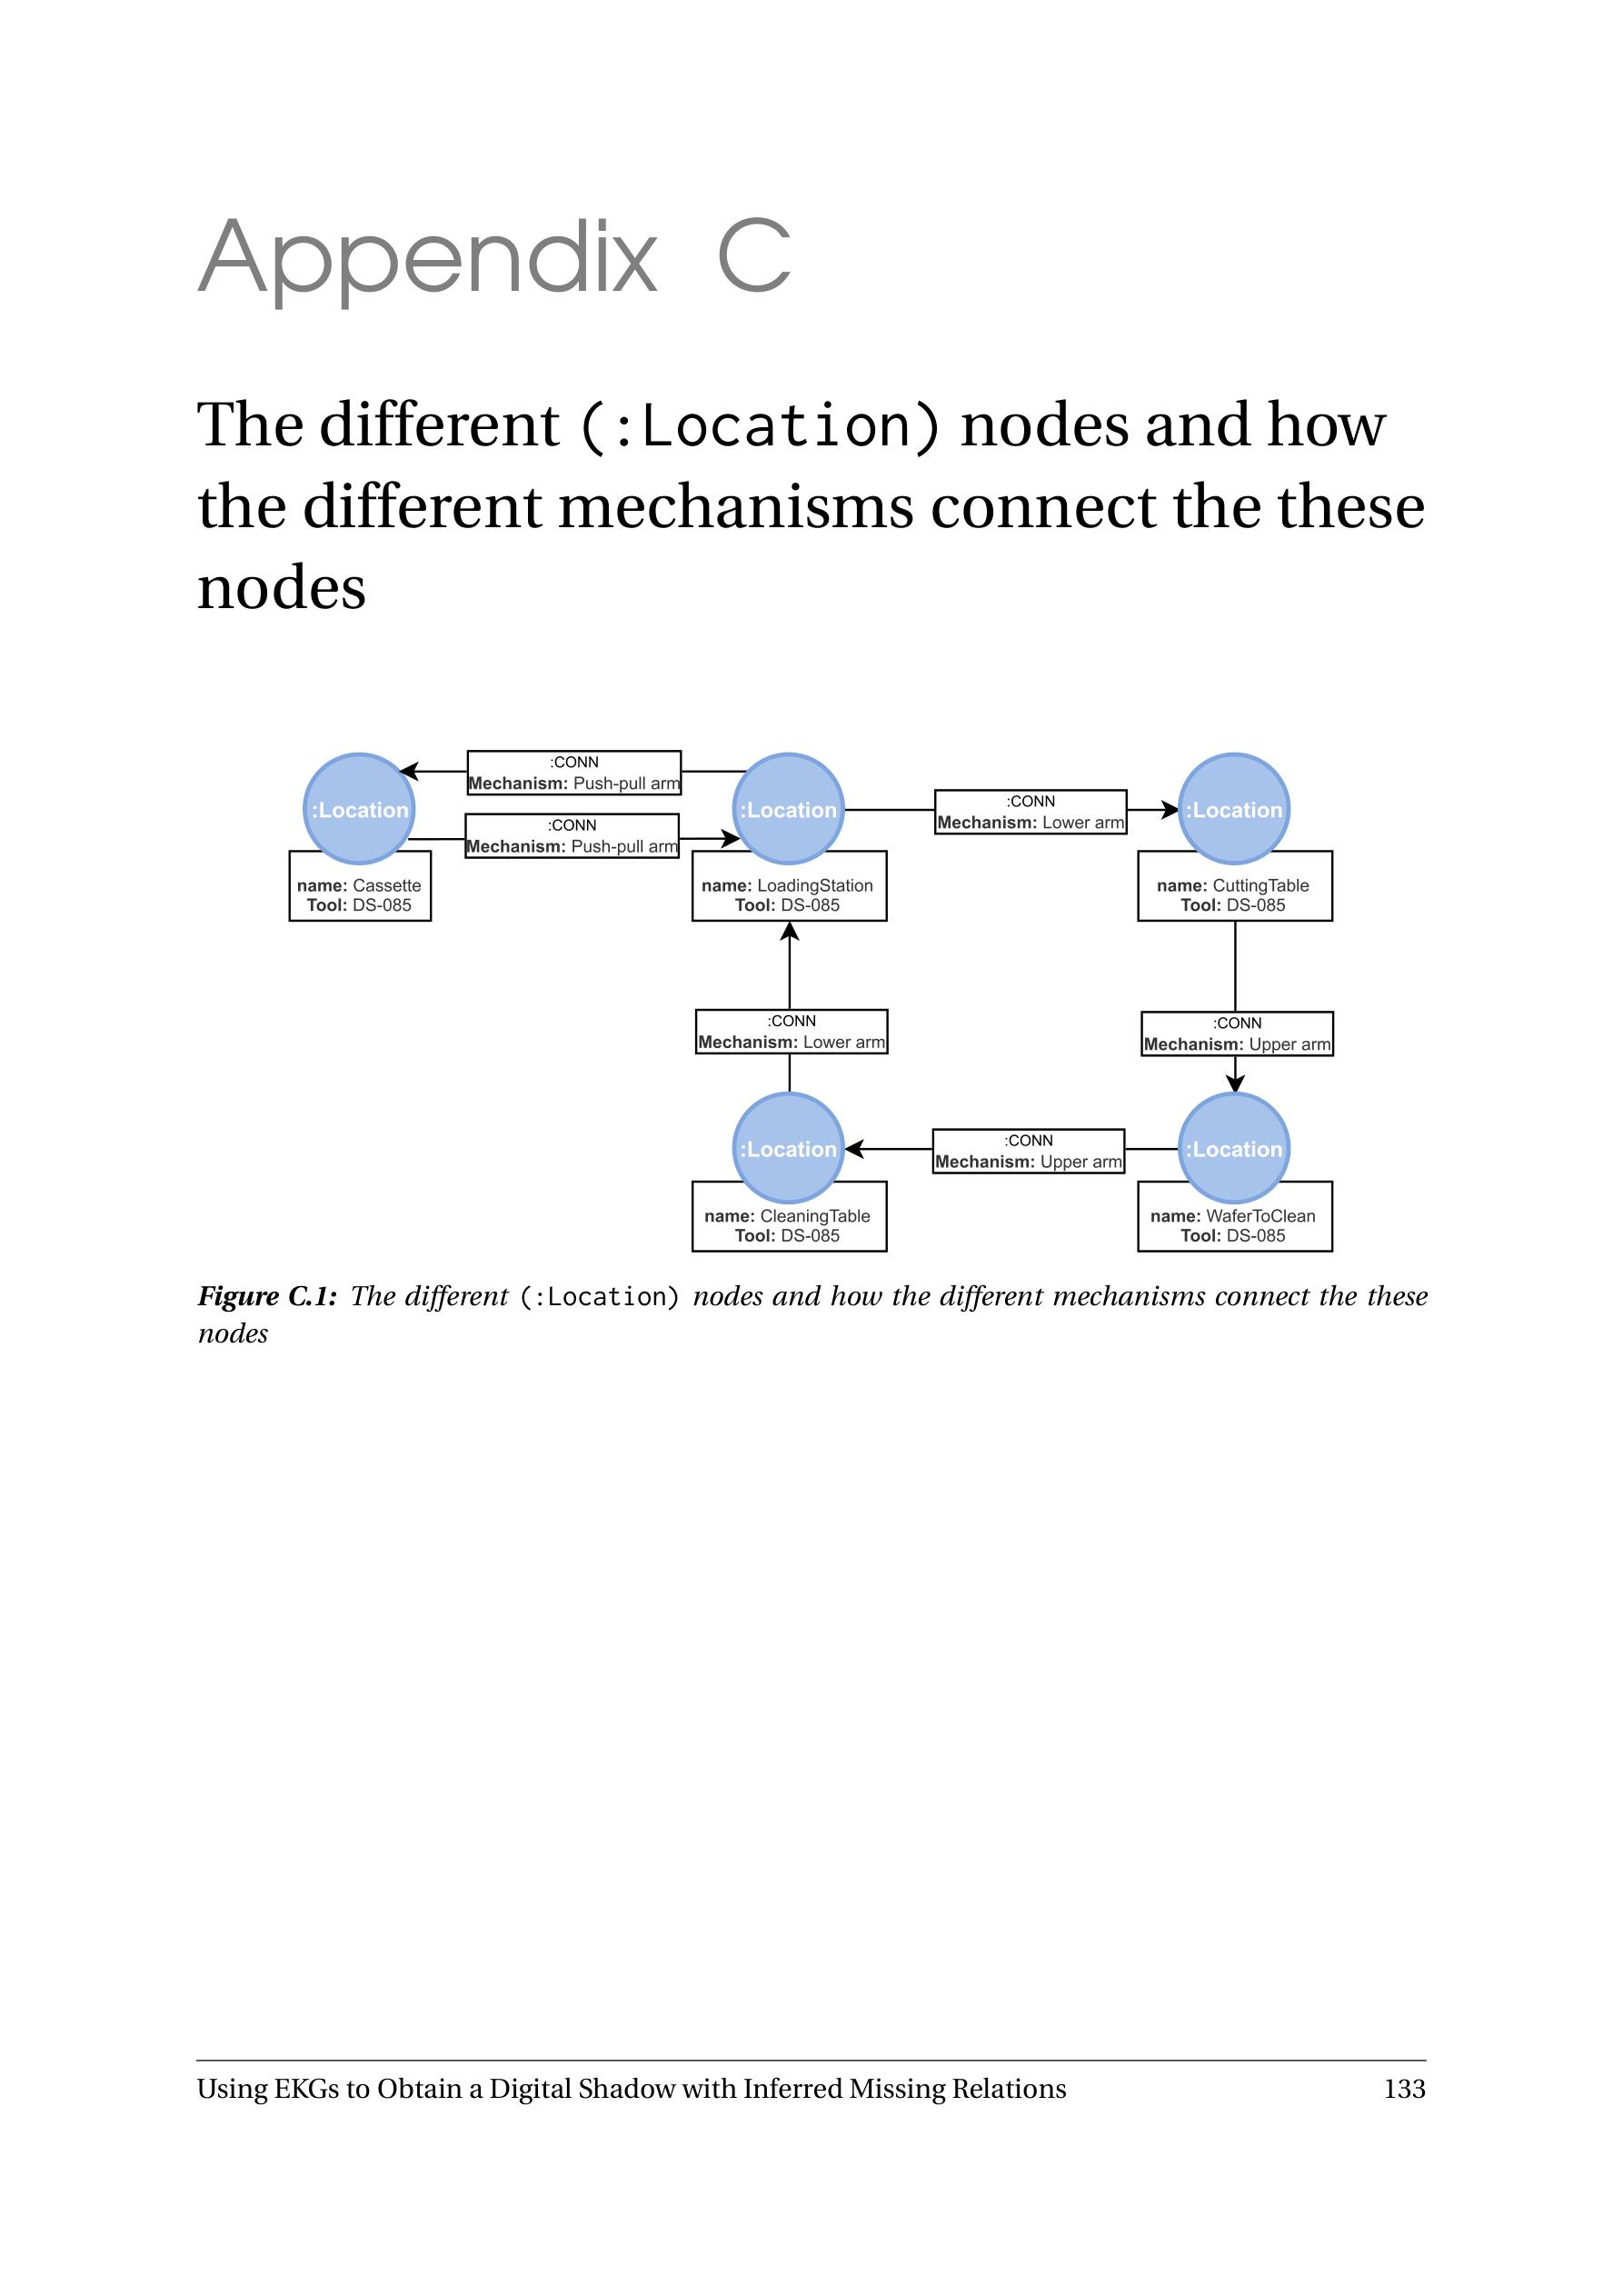 Appendix C
The different (:Location) nodes and how
the different mechanisms connect the these
nodes
:CONN
Mechanism: Push-pull arm
:Location
:Location
:Location
:CONN
Mechanism: Lower arm
:CONN
Mechanism: Push-pull arm
name: Cassette
Tool: DS-085
name: LoadingStation
Tool: DS-085
name: CuttingTable
Tool: DS-085
:CONN
Mechanism: Lower arm
:CONN
Mechanism: Upper arm
:Location
:CONN
Mechanism: Upper arm
:Location
name: CleaningTable
Tool: DS-085
name: WaferToClean
Tool: DS-085
Figure C.1: The different (:Location) nodes and how the different mechanisms connect the these
nodes
Using EKGs to Obtain a Digital Shadow with Inferred Missing Relations 133